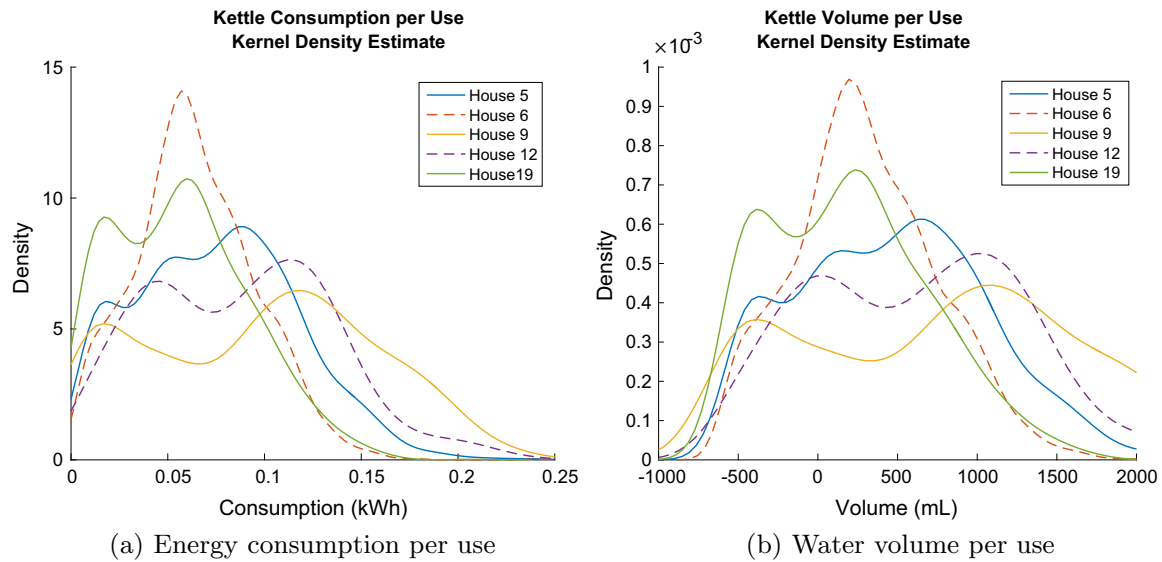 Kettle Consumption per Use
Kernel Density Estimate
15
10
5
0
Density
House 5
House 6
House 9
House 12
House19
0
0.05
0.1
0.15
0.2
0.25
Consumption (kWh)
(a) Energy consumption per use
Kettle Volume per Use
Kernel Density Estimate
×10⁻³
1
0.9
0.8
0.7
0.6
0.5
0.4
0.3
0.2
0.1
0
Density
House 5
House 6
House 9
House 12
House 19
-1000
-500
0
500
1000
1500
2000
Volume (mL)
(b) Water volume per use